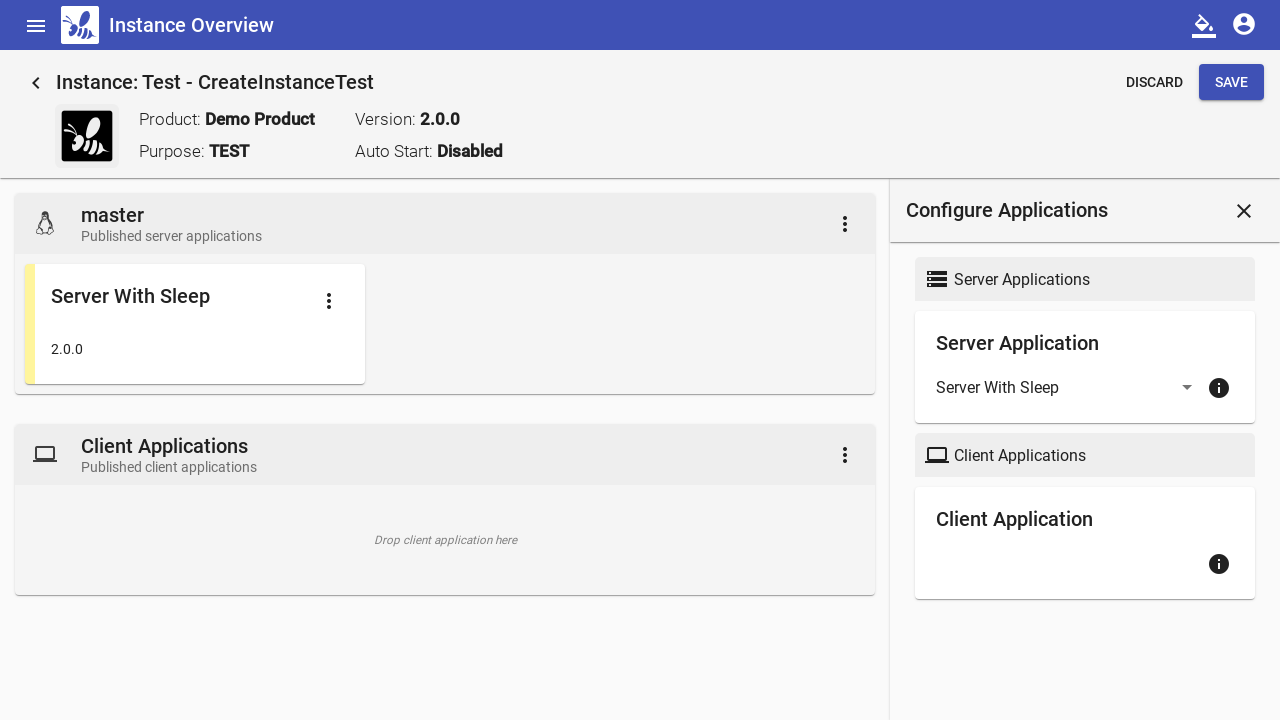 Instance Overview
Instance: Test - CreateInstanceTest
DISCARD
SAVE
Product: Demo Product
Version: 2.0.0
Purpose: TEST
Auto Start: Disabled
master
Published server applications
Server With Sleep
2.0.0
Client Applications
Published client applications
Drop client application here
Configure Applications
Server Applications
Server Application
Server With Sleep
Client Applications
Client Application